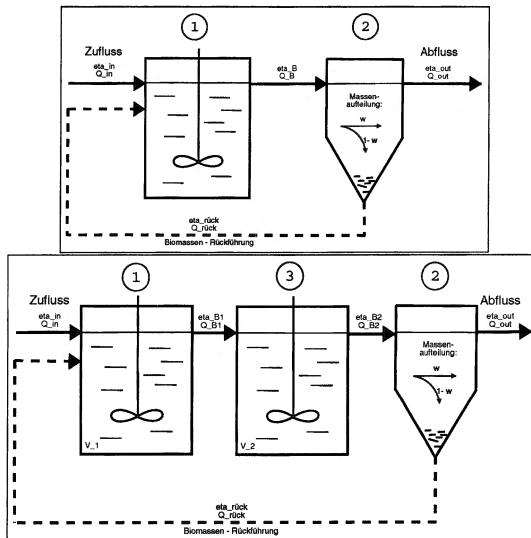 1
2
Zufluss
eta_in
Q_in
eta_B
Q_B
Abfluss
eta_out
Q_out
Massen-
aufteilung:
w
1- w
eta_rück
Q_rück
Biomassen - Rückführung
1
3
2
Zufluss
eta_in
Q_in
eta_B1
Q_B1
eta_B2
Q_B2
Abfluss
eta_out
Q_out
Massen-
aufteilung:
w
1- w
V_1
V_2
eta_rück
Q_rück
Biomassen - Rückführung